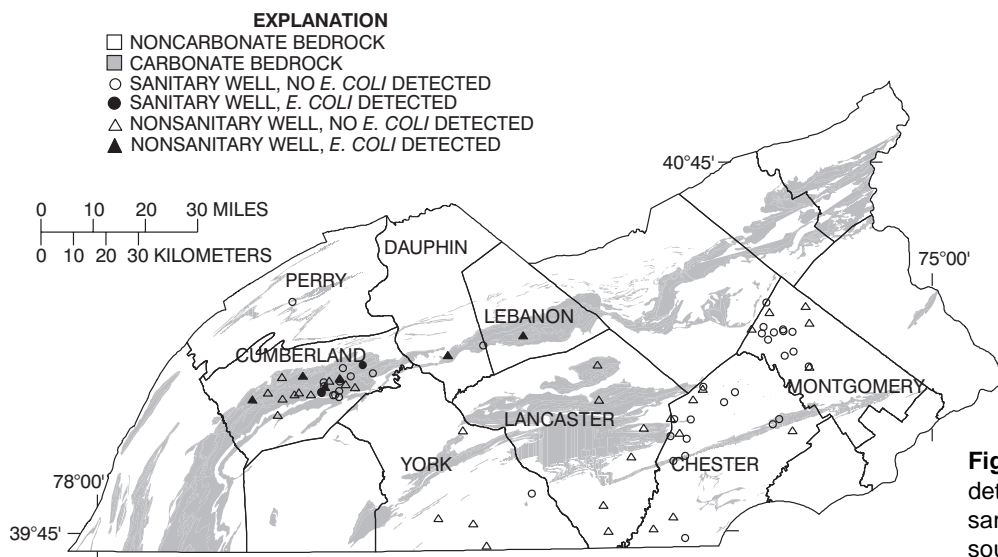 EXPLANATION
NONCARBONATE BEDROCK
CARBONATE BEDROCK
SANITARY WELL, NO E. COLI DETECTED
SANITARY WELL, E. COLI DETECTED
NONSANITARY WELL, NO E. COLI DETECTED
NONSANITARY WELL, E. COLI DETECTED
40°45'
0 10 20 30 MILES
0 10 20 30 KILOMETERS
DAUPHIN
75°00'
PERRY
LEBANON
CUMBERLAND
MONTGOMERY
LANCASTER
YORK
CHESTER
78°00'
39°45'
Fig
det
san
sou